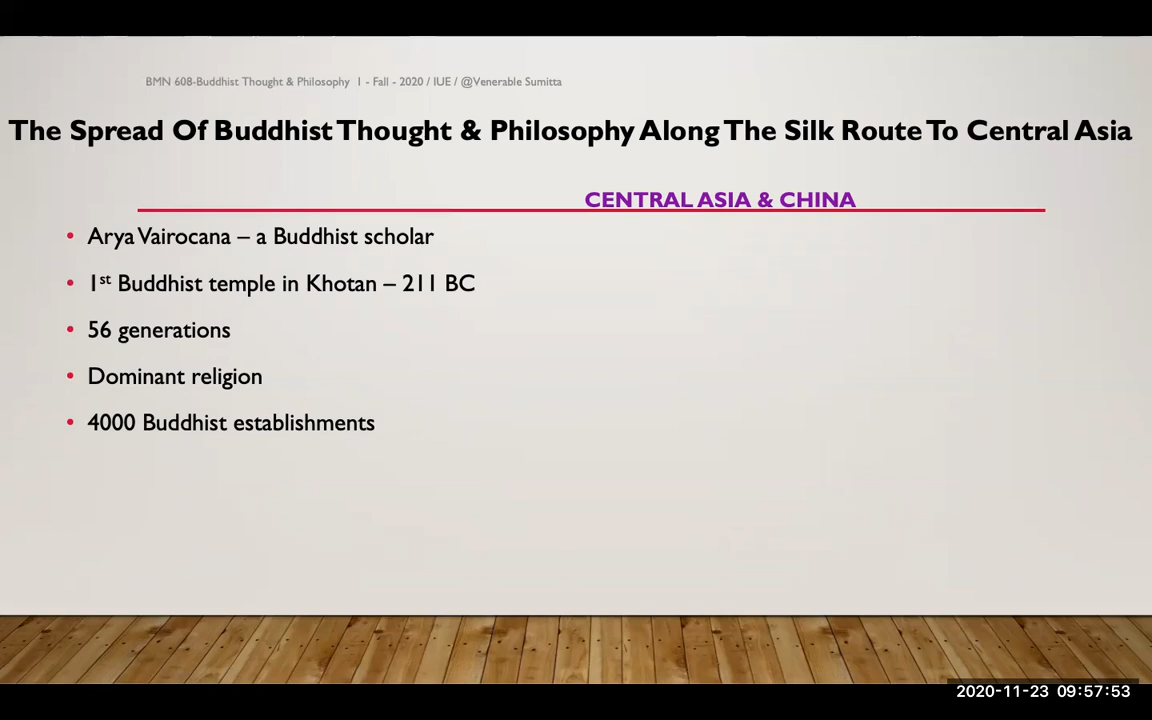 BMN 608-Buddhist Thought & Philosophy 1 - Fall - 2020 / IUE / @Venerable Sumitta
The Spread Of Buddhist Thought & Philosophy Along The Silk Route To Central Asia
CENTRAL ASIA & CHINA
• Arya Vairocana – a Buddhist scholar
• 1st Buddhist temple in Khotan – 211 BC
• 56 generations
• Dominant religion
• 4000 Buddhist establishments
2020-11-23 09:57:53